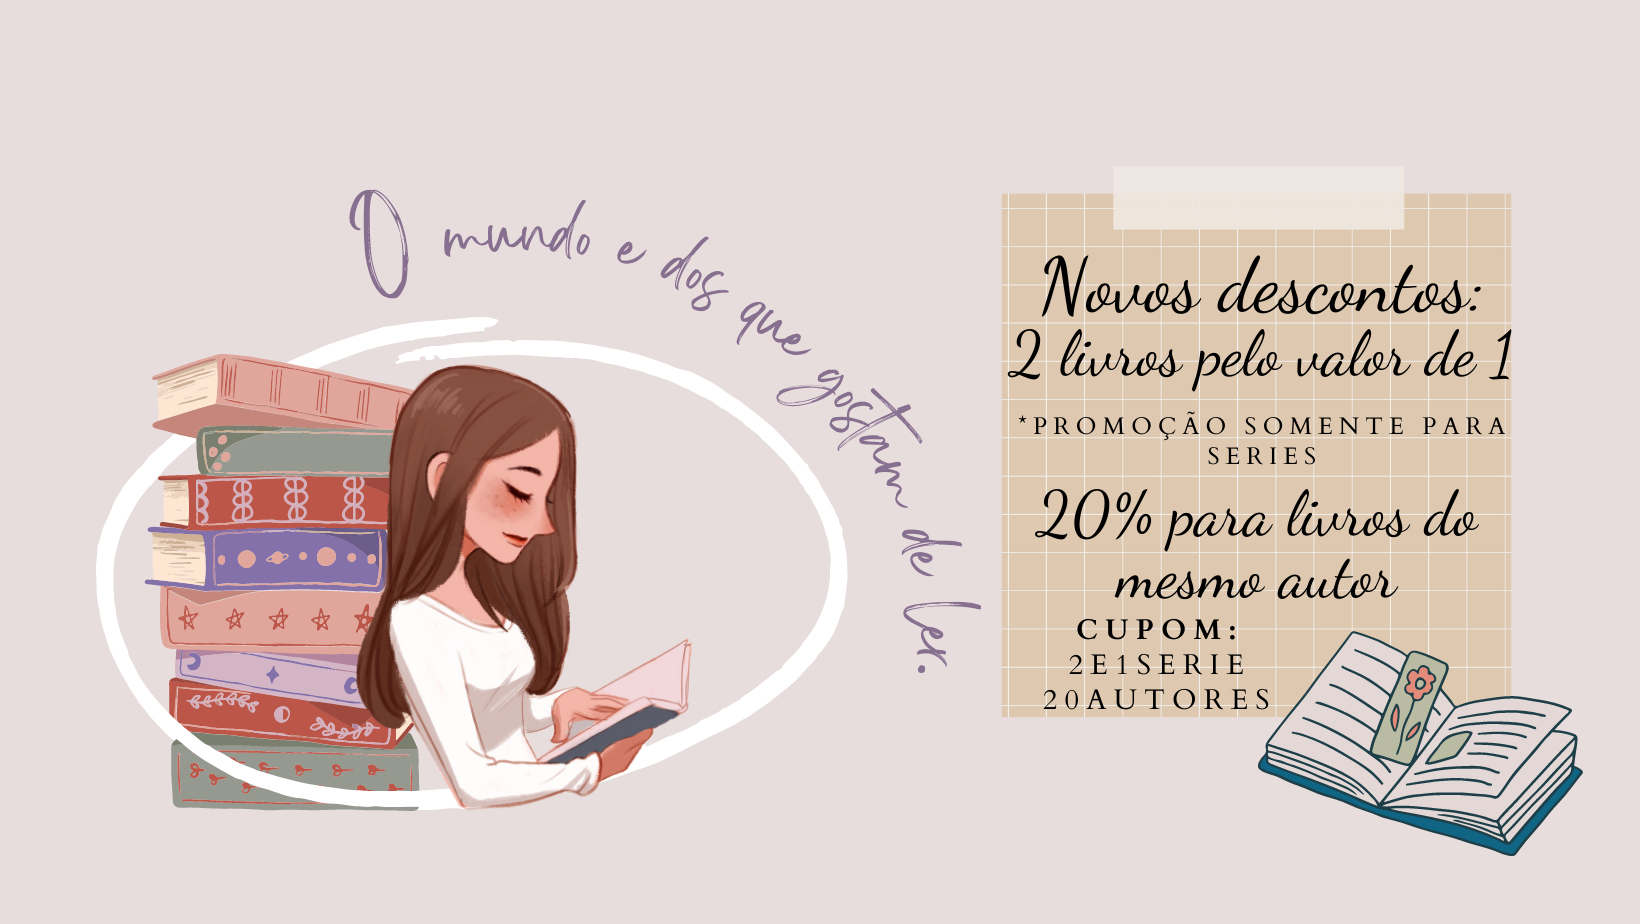 O mundo e dos que gostam de ler.
Novos descontos:
2 livros pelo valor de 1
*PROMOÇÃO SOMENTE PARA
SERIES
20% para livros do
mesmo autor
CUPOM:
2E1SERIE
20AUTORES